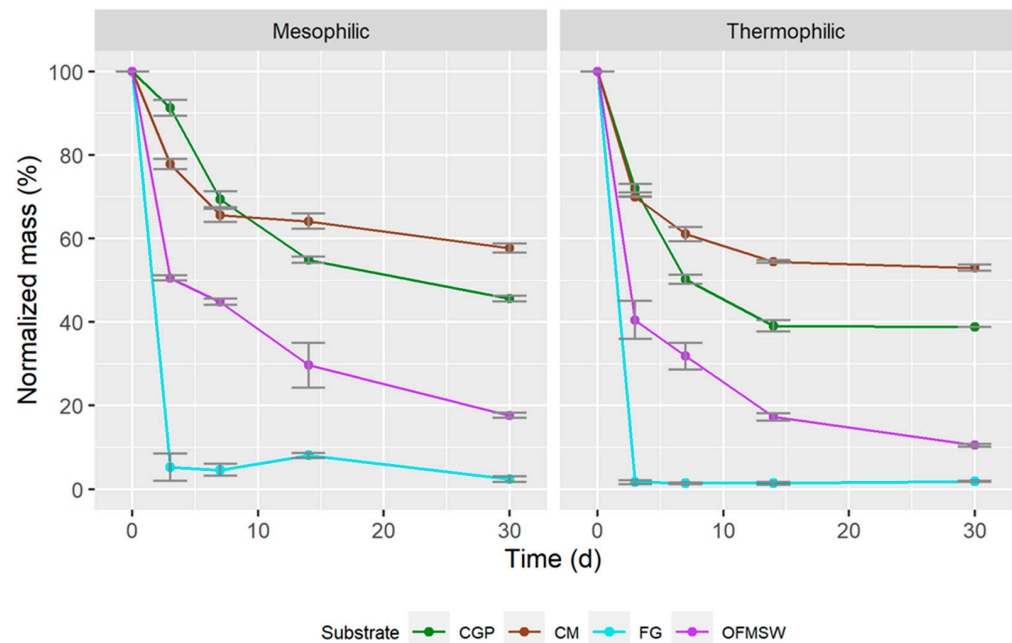 Mesophilic Thermophilic
100
80
60
40
20
0
Normalized mass (%)
0 10 20 30 0 10 20 30
Time (d)
Substrate CGP CM FG OFMSW